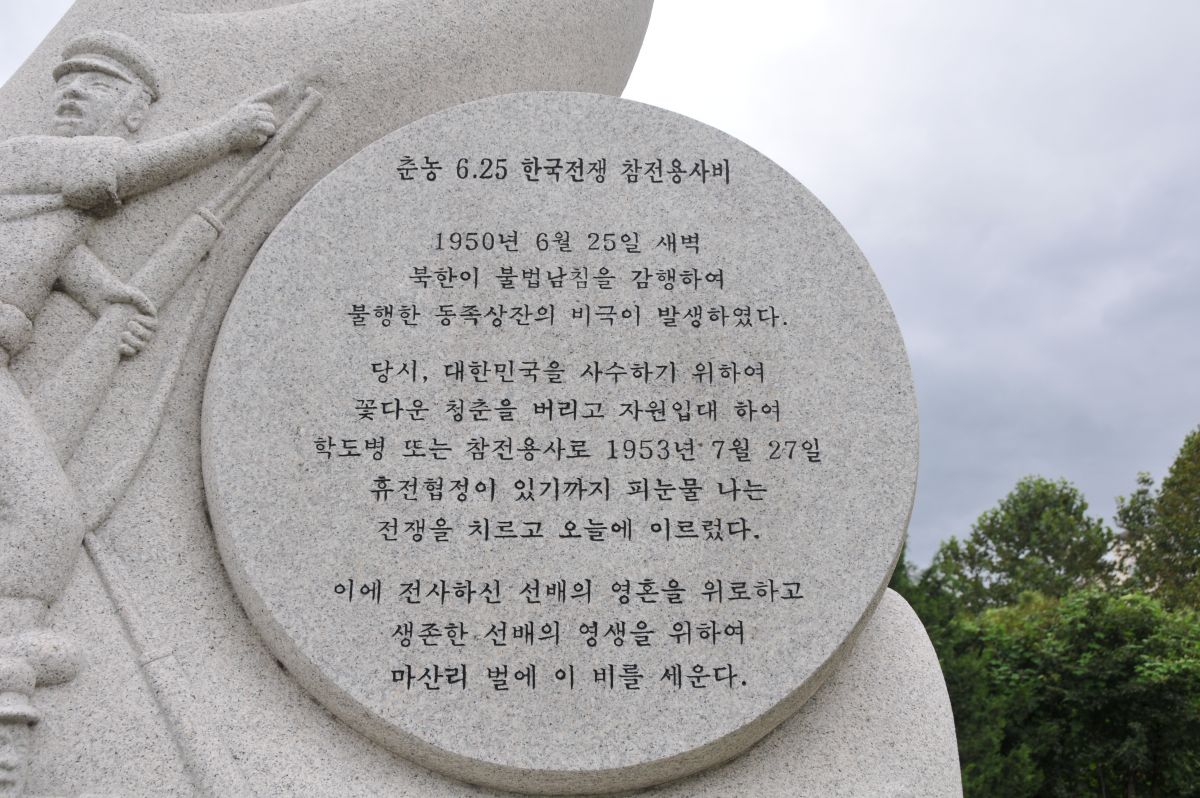 춘농 6.25 한국전쟁 참전용사비
1950년 6월 25일 새벽
북한이 불법남침을 감행하여
불행한 동족상잔의 비극이 발생하였다.
당시, 대한민국을 사수하기 위하여
꽃다운 청춘을 버리고 자원입대 하여
학도병 또는 참전용사로 1953년 7월 27일
휴전협정이 있기까지 피눈물 나는
전쟁을 치르고 오늘에 이르렀다.
이에 전사하신 선배의 영혼을 위로하고
생존한 선배의 영생을 위하여
마산리 벌에 이 비를 세운다.